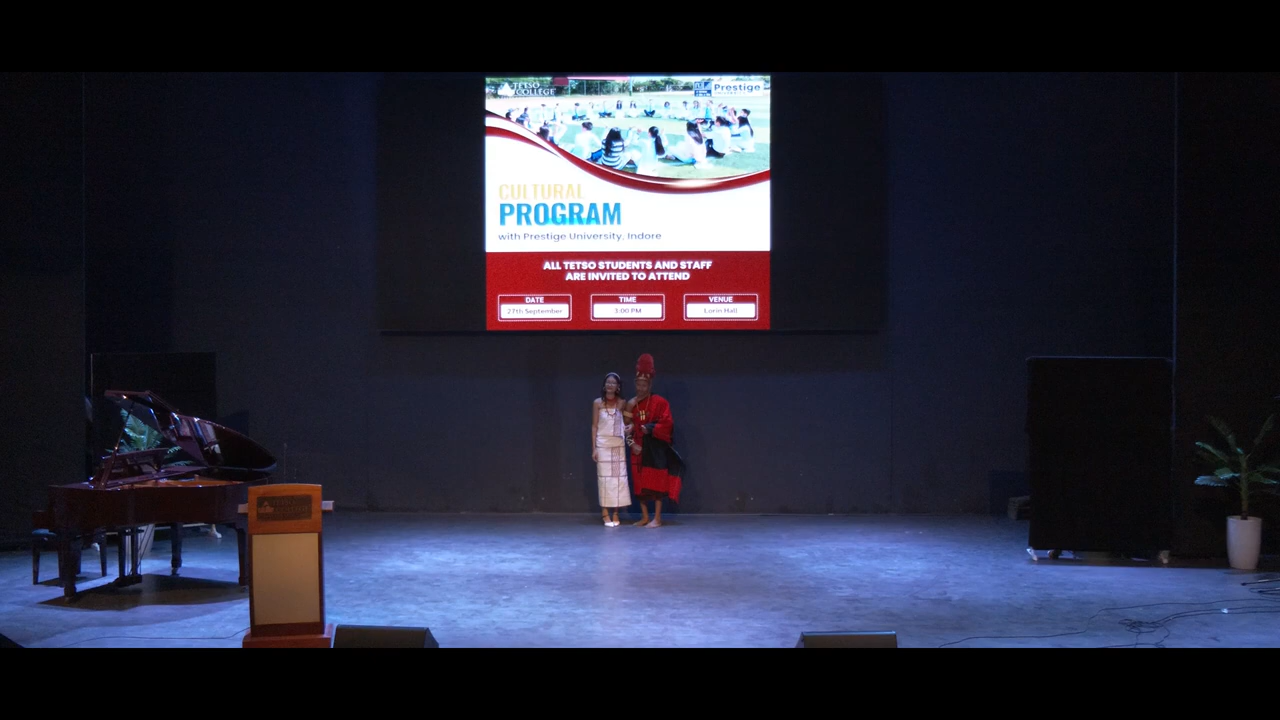 TETSO
COLLEGE
Prestige
CULTURAL
PROGRAM
with Prestige University, Indore
ALL TETSO STUDENTS AND STAFF
ARE INVITED TO ATTEND
DATE
27th September
TIME
3:00 PM
VENUE
Lorin Hall